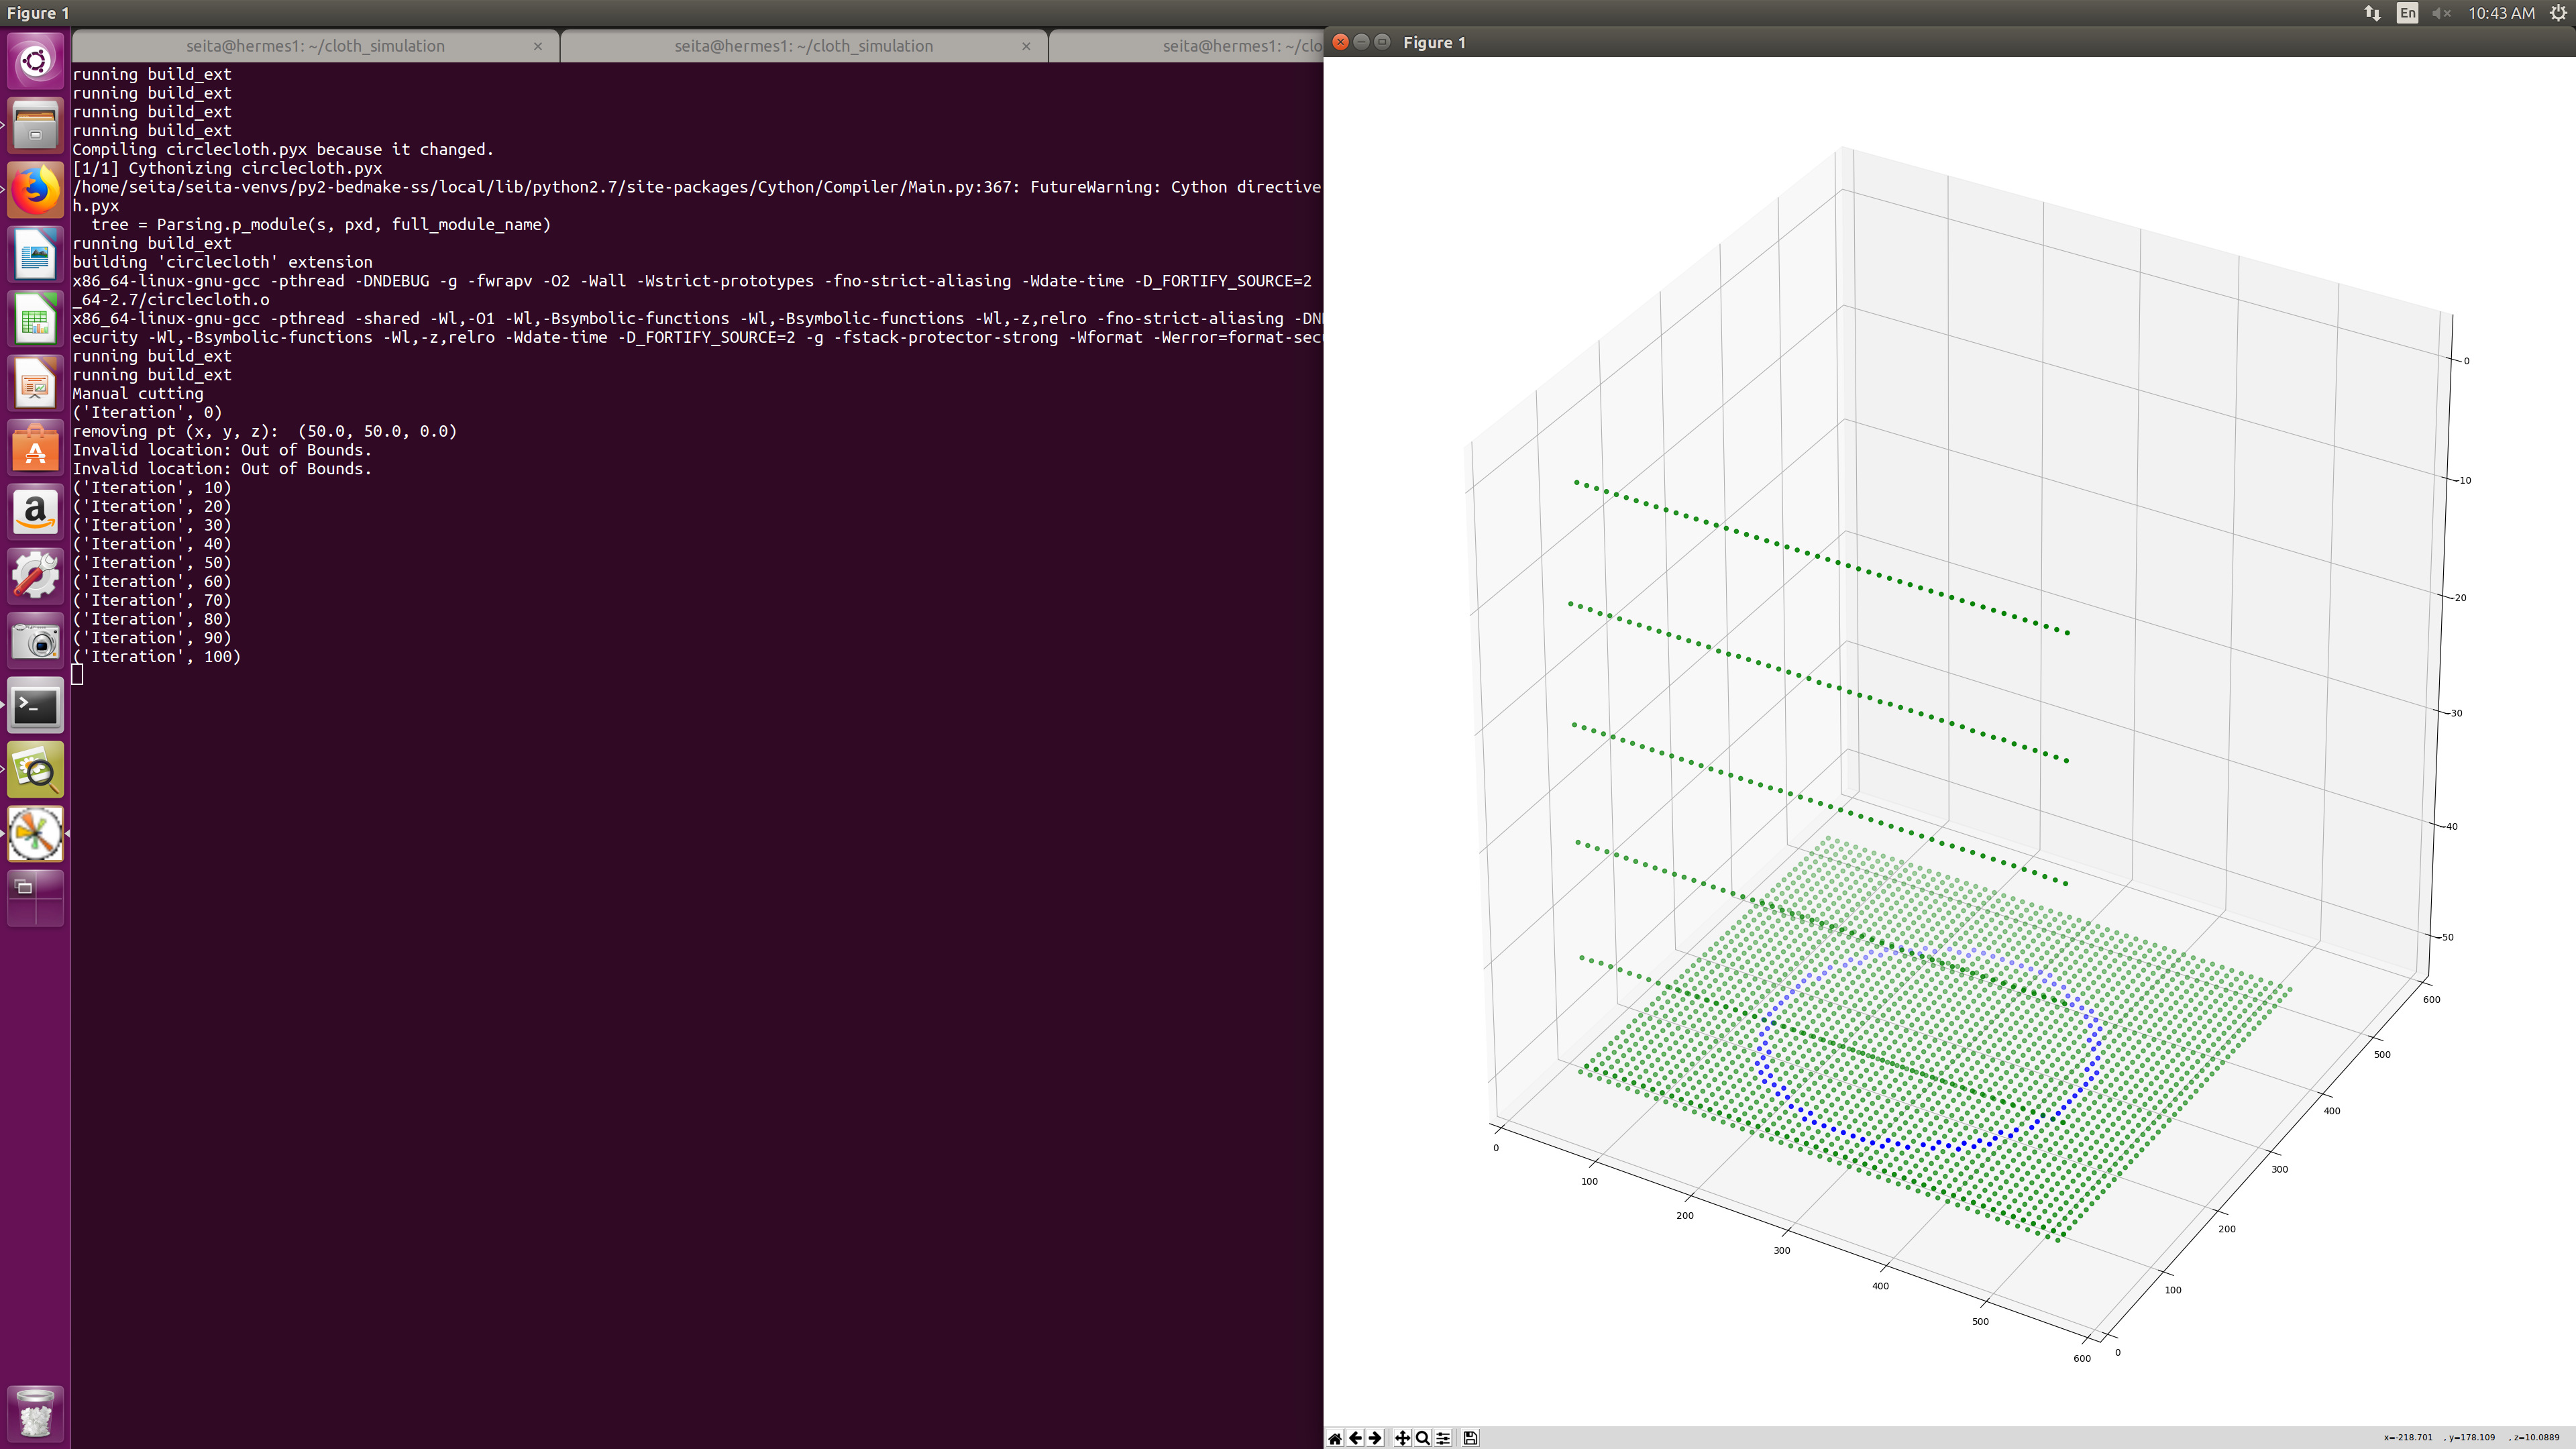 Figure 1
En
10:43 AM
seita@hermes1: ~/cloth_simulation ×
seita@hermes1: ~/cloth_simulation ×
seita@hermes1: ~/clo
running build_ext
running build_ext
running build_ext
running build_ext
Compiling circlecloth.pyx because it changed.
[1/1] Cythonizing circlecloth.pyx
/home/seita/seita-venvs/py2-bedmake-ss/local/lib/python2.7/site-packages/Cython/Compiler/Main.py:367: FutureWarning: Cython directive
h.pyx
  tree = Parsing.p_module(s, pxd, full_module_name)
running build_ext
building 'circlecloth' extension
x86_64-linux-gnu-gcc -pthread -DNDEBUG -g -fwrapv -O2 -Wall -Wstrict-prototypes -fno-strict-aliasing -Wdate-time -D_FORTIFY_SOURCE=2
_64-2.7/circlecloth.o
x86_64-linux-gnu-gcc -pthread -shared -Wl,-O1 -Wl,-Bsymbolic-functions -Wl,-Bsymbolic-functions -Wl,-z,relro -fno-strict-aliasing -DN
ecurity -Wl,-Bsymbolic-functions -Wl,-z,relro -Wdate-time -D_FORTIFY_SOURCE=2 -g -fstack-protector-strong -Wformat -Werror=format-sec
running build_ext
running build_ext
Manual cutting
('Iteration', 0)
removing pt (x, y, z):  (50.0, 50.0, 0.0)
Invalid location: Out of Bounds.
Invalid location: Out of Bounds.
('Iteration', 10)
('Iteration', 20)
('Iteration', 30)
('Iteration', 40)
('Iteration', 50)
('Iteration', 60)
('Iteration', 70)
('Iteration', 80)
('Iteration', 90)
('Iteration', 100)
Figure 1
0
-10
-20
-30
-40
-50
600
500
400
300
200
100
0
0
100
200
300
400
500
600
x=-218.701 , y=178.109 , z=10.0889